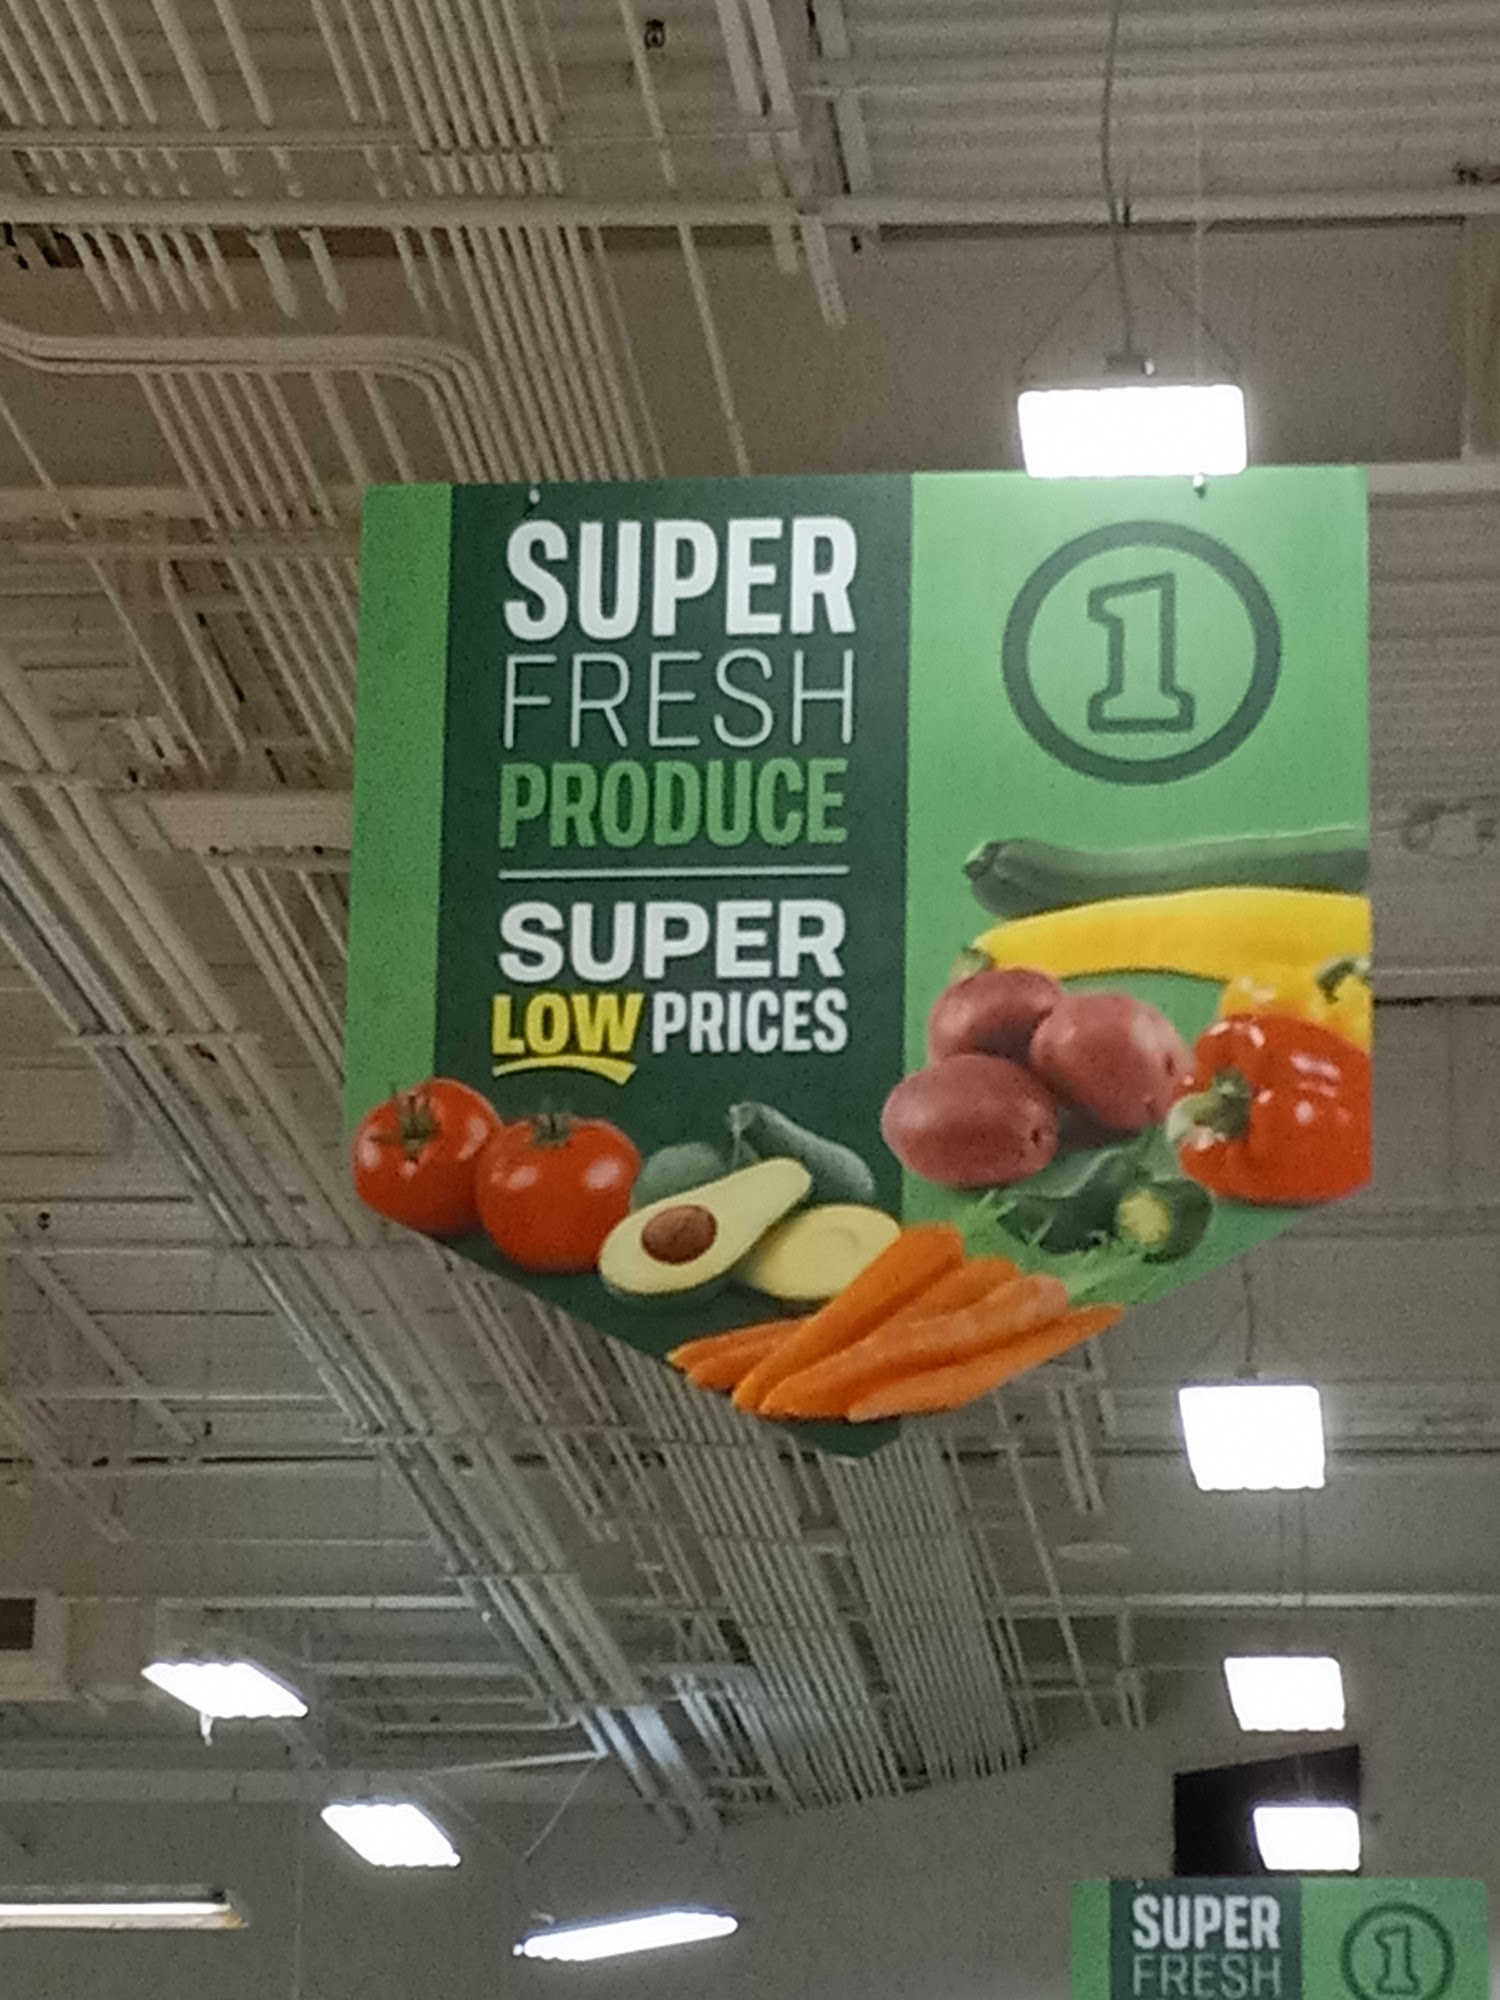 SUPER
FRESH
PRODUCE
SUPER
LOW PRICES
1
SUPER
FRESH
1